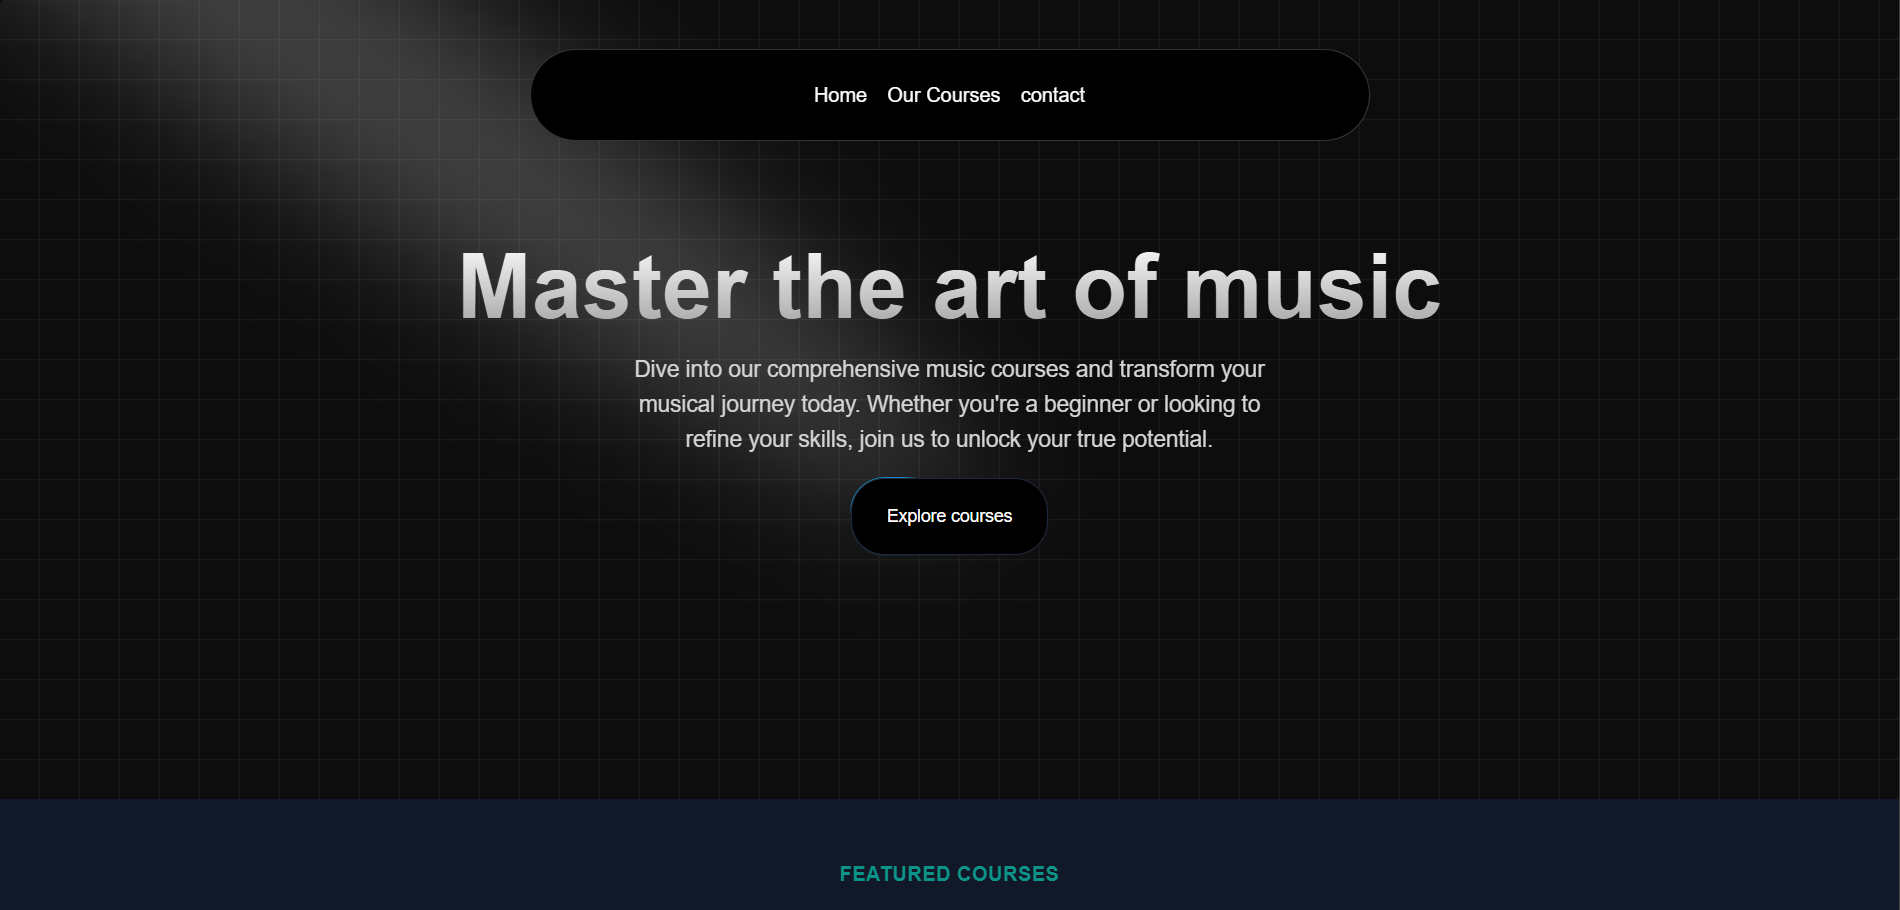 Home Our Courses contact
Master the art of music
Dive into our comprehensive music courses and transform your
musical journey today. Whether you're a beginner or looking to
refine your skills, join us to unlock your true potential.
Explore courses
FEATURED COURSES